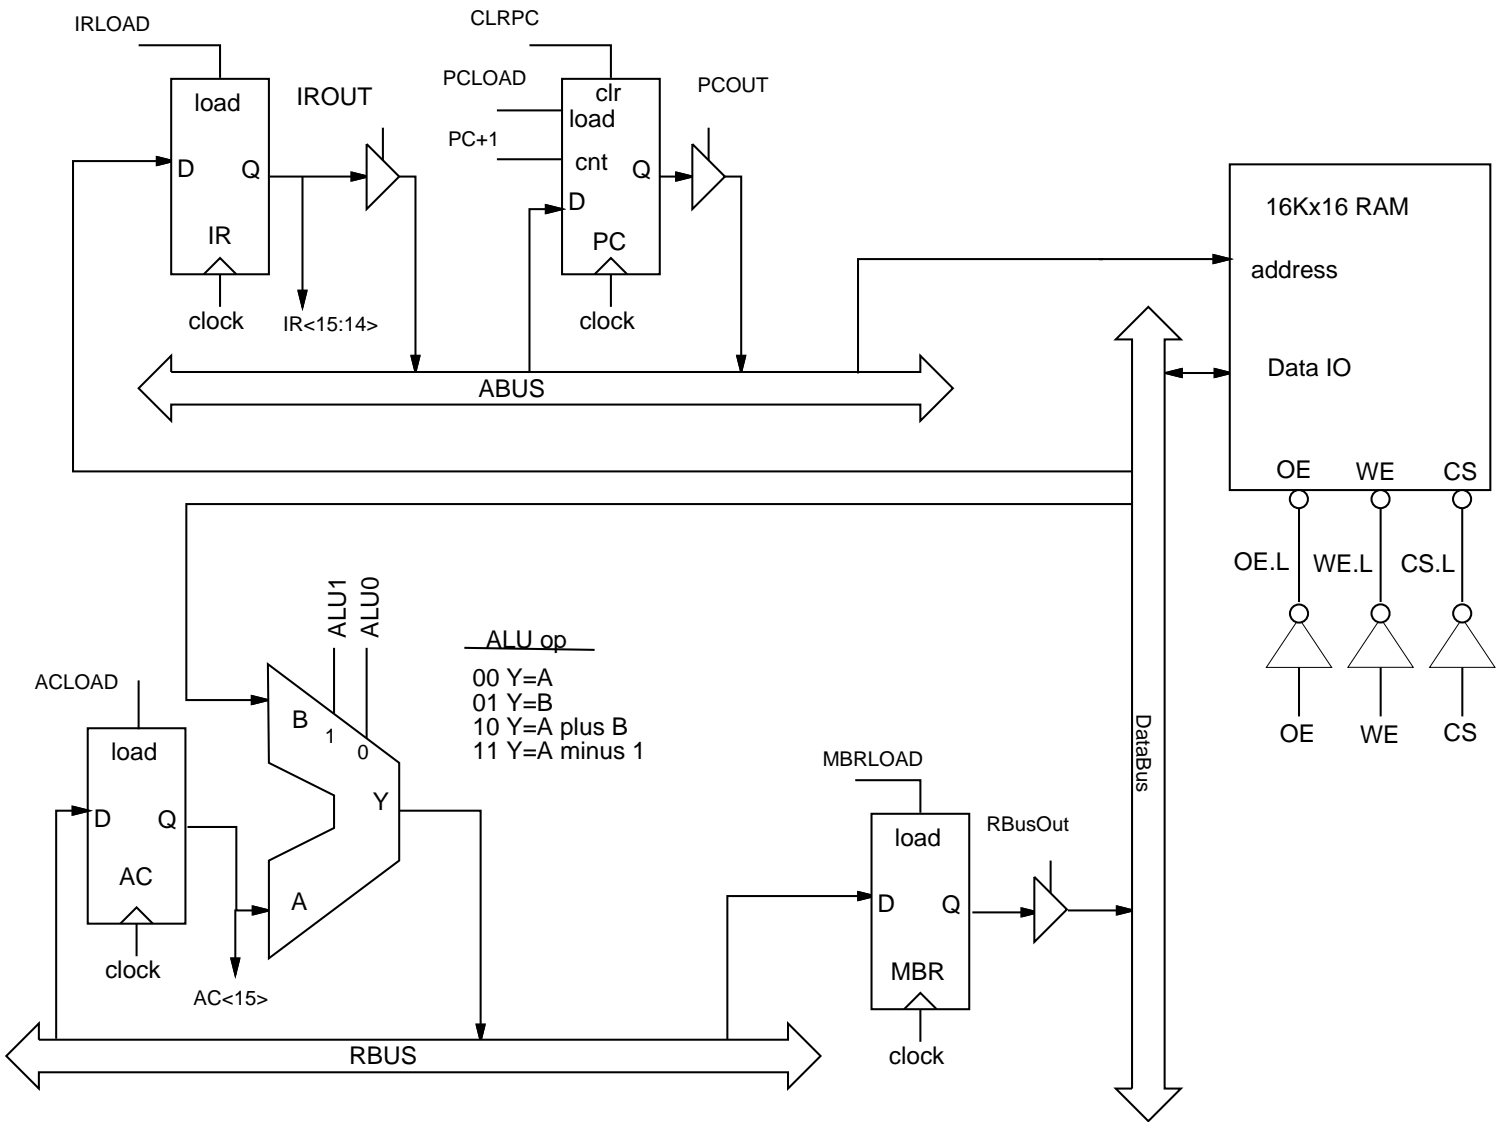 IRLOAD
CLRPC
PCLOAD
PCOUT
IROUT
load
clr
load
PC+1
cnt
D
Q
Q
D
IR
PC
clock
IR<15:14>
clock
ABUS
16Kx16 RAM
address
Data IO
OE
WE
CS
OE.L
WE.L
CS.L
OE
WE
CS
DataBus
ALU1
ALU0
ALU op
00 Y=A
01 Y=B
10 Y=A plus B
11 Y=A minus 1
ACLOAD
load
D
Q
AC
clock
AC<15>
B
1
0
Y
A
MBRLOAD
load
RBusOut
D
Q
MBR
clock
RBUS